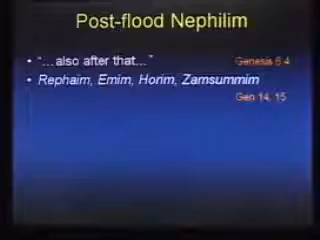 Post-flood Nephilim
• "...also after that..." Genesis 6:4
• Rephaim, Emim, Horim, Zamsummim
Gen 14, 15